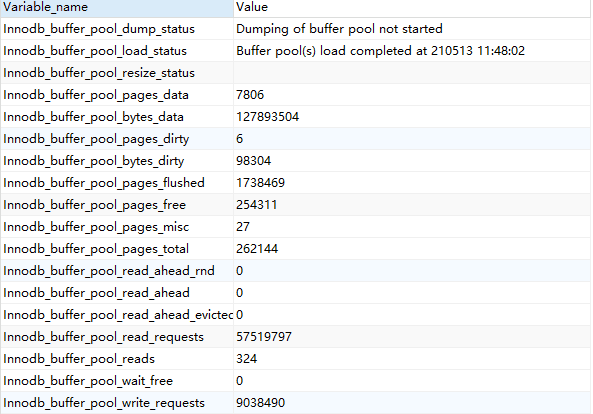 Variable_name Value
Innodb_buffer_pool_dump_status Dumping of buffer pool not started
Innodb_buffer_pool_load_status Buffer pool(s) load completed at 210513 11:48:02
Innodb_buffer_pool_resize_status
Innodb_buffer_pool_pages_data 7806
Innodb_buffer_pool_bytes_data 127893504
Innodb_buffer_pool_pages_dirty 6
Innodb_buffer_pool_bytes_dirty 98304
Innodb_buffer_pool_pages_flushed 1738469
Innodb_buffer_pool_pages_free 254311
Innodb_buffer_pool_pages_misc 27
Innodb_buffer_pool_pages_total 262144
Innodb_buffer_pool_read_ahead_rnd 0
Innodb_buffer_pool_read_ahead 0
Innodb_buffer_pool_read_ahead_evicted 0
Innodb_buffer_pool_read_requests 57519797
Innodb_buffer_pool_reads 324
Innodb_buffer_pool_wait_free 0
Innodb_buffer_pool_write_requests 9038490